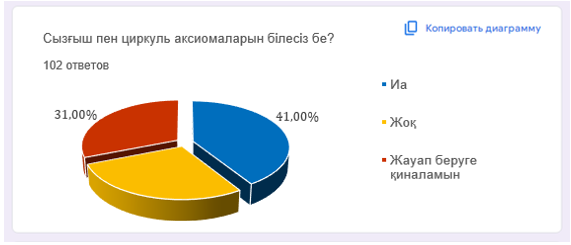 Сызғыш пен циркуль аксиомаларын білесіз бе?
Копировать диаграмму
102 ответов
31,00%
41,00%
Иа
Жоқ
Жауап беруге
қиналамын